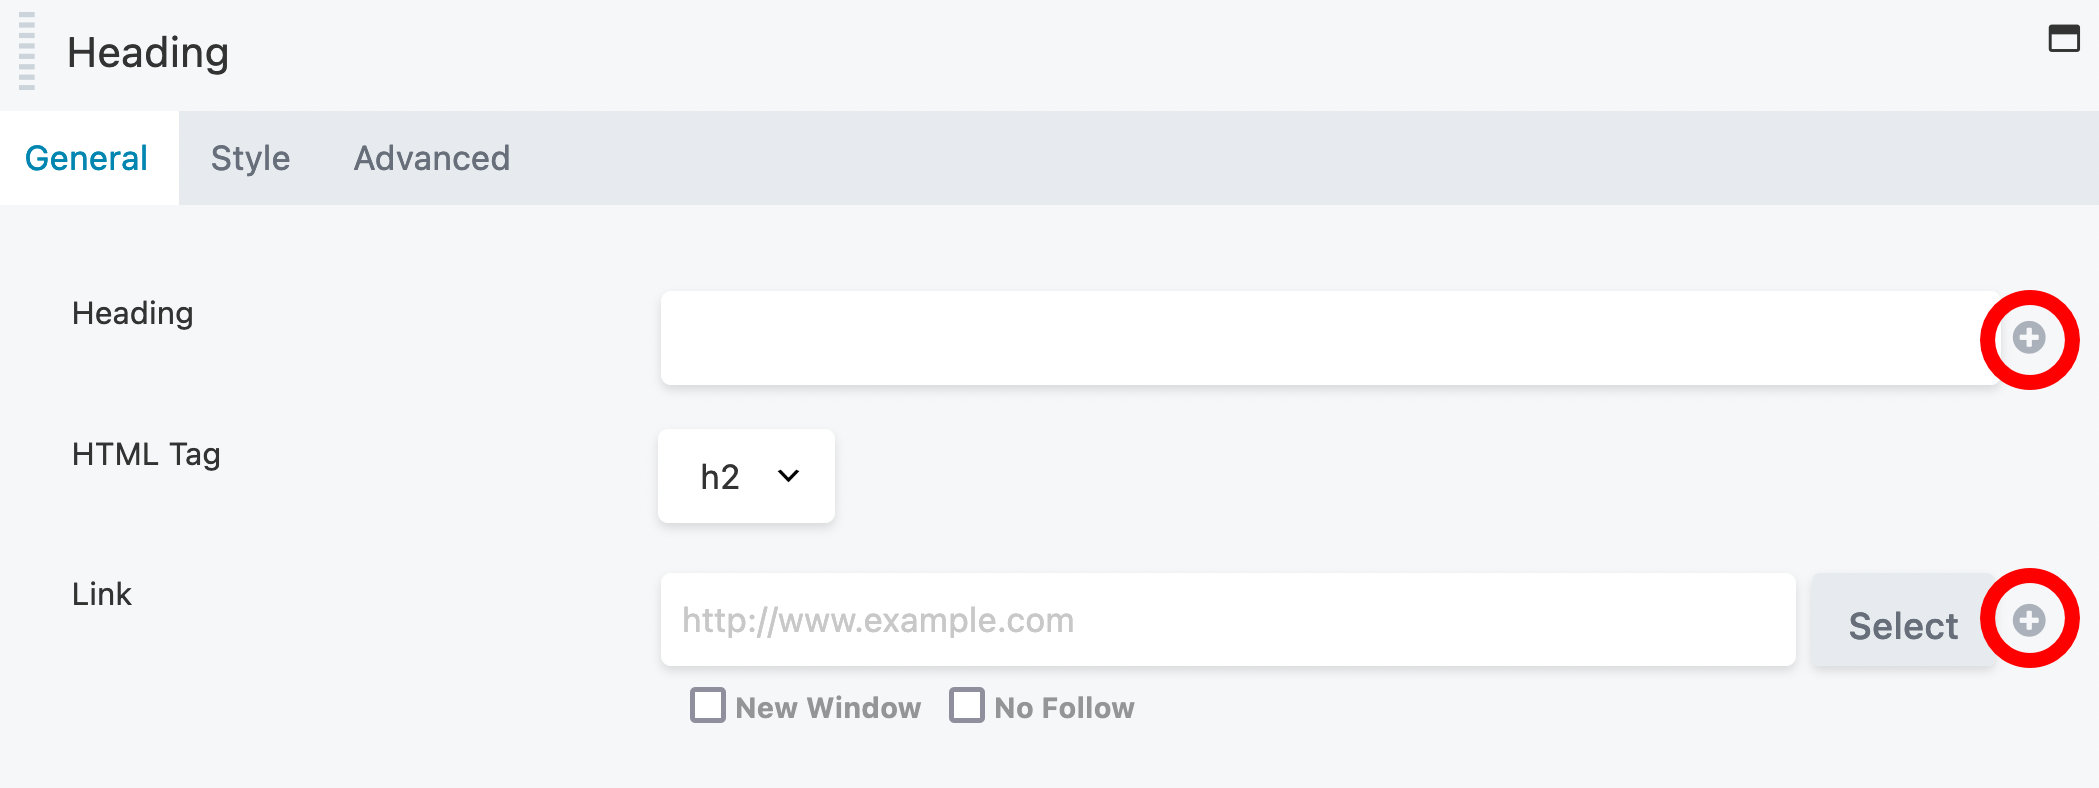 Heading
General Style Advanced
Heading
HTML Tag
h2
Link
http://www.example.com
Select
New Window No Follow